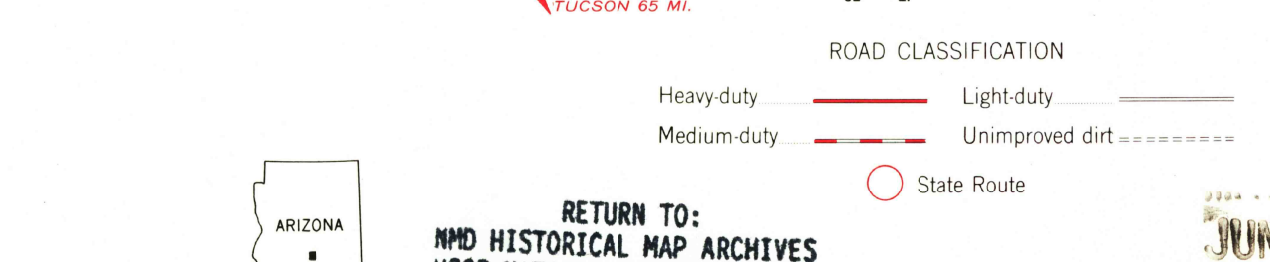 TUCSON 65 MI.
ROAD CLASSIFICATION
Heavy-duty
Light-duty
Medium-duty
Unimproved dirt
State Route
ARIZONA
RETURN TO:
NMD HISTORICAL MAP ARCHIVES
JUN